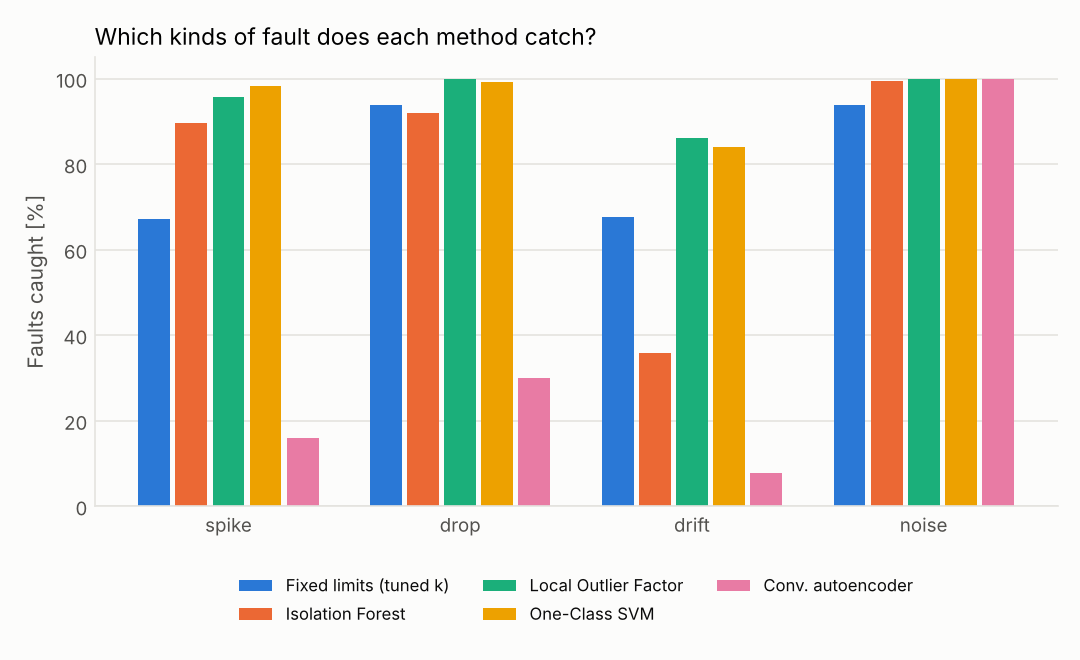 Which kinds of fault does each method catch?
Faults caught [%]
100
80
60
40
20
0
spike drop drift noise
Fixed limits (tuned k) Local Outlier Factor Conv. autoencoder
Isolation Forest One-Class SVM